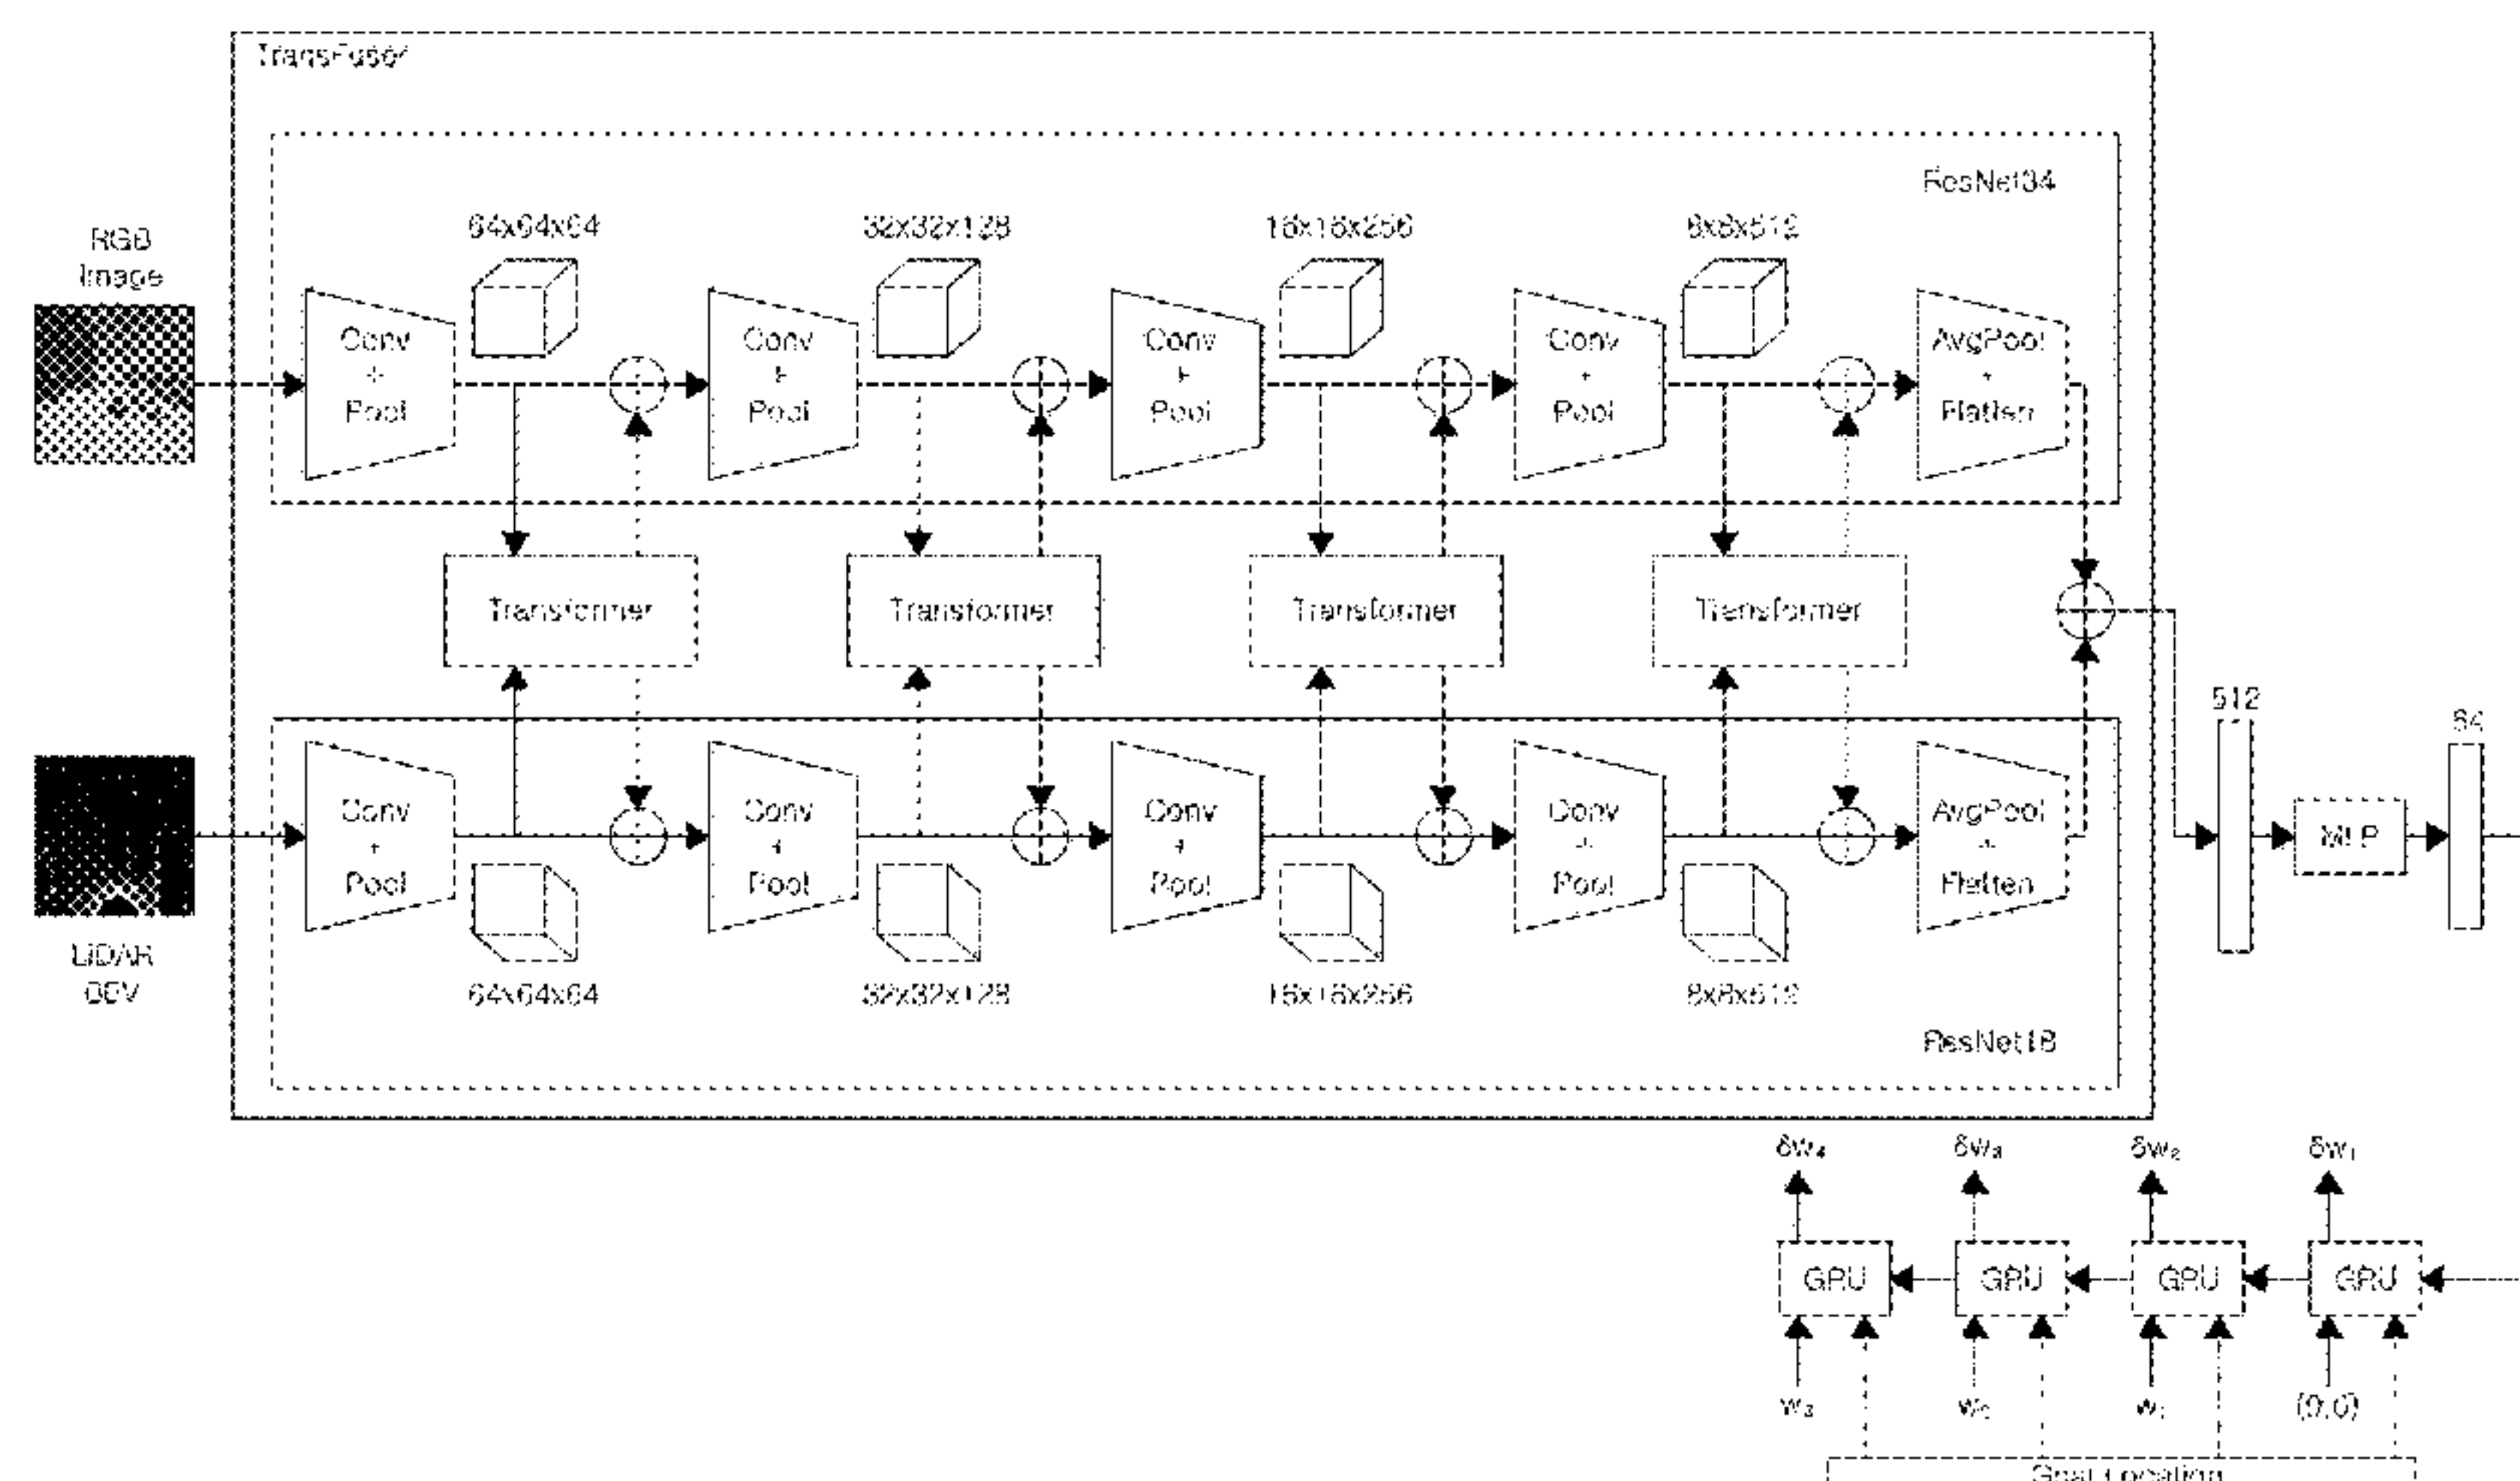 TransFuser
ResNet34
RGB
Image
64x64x64
32x32x128
16x16x256
8x8x512
Conv
+
Pool
Conv
+
Pool
Conv
+
Pool
Conv
+
Pool
AvgPool
+
Flatten
Transformer
Transformer
Transformer
Transformer
512
64
Conv
+
Pool
Conv
+
Pool
Conv
+
Pool
Conv
+
Pool
AvgPool
+
Flatten
MLP
LiDAR
BEV
64x64x64
32x32x128
16x16x256
8x8x512
ResNet18
δw₄
δw₃
δw₂
δw₁
GRU
GRU
GRU
GRU
w₃
w₂
w₁
(0,0)
Goal Location